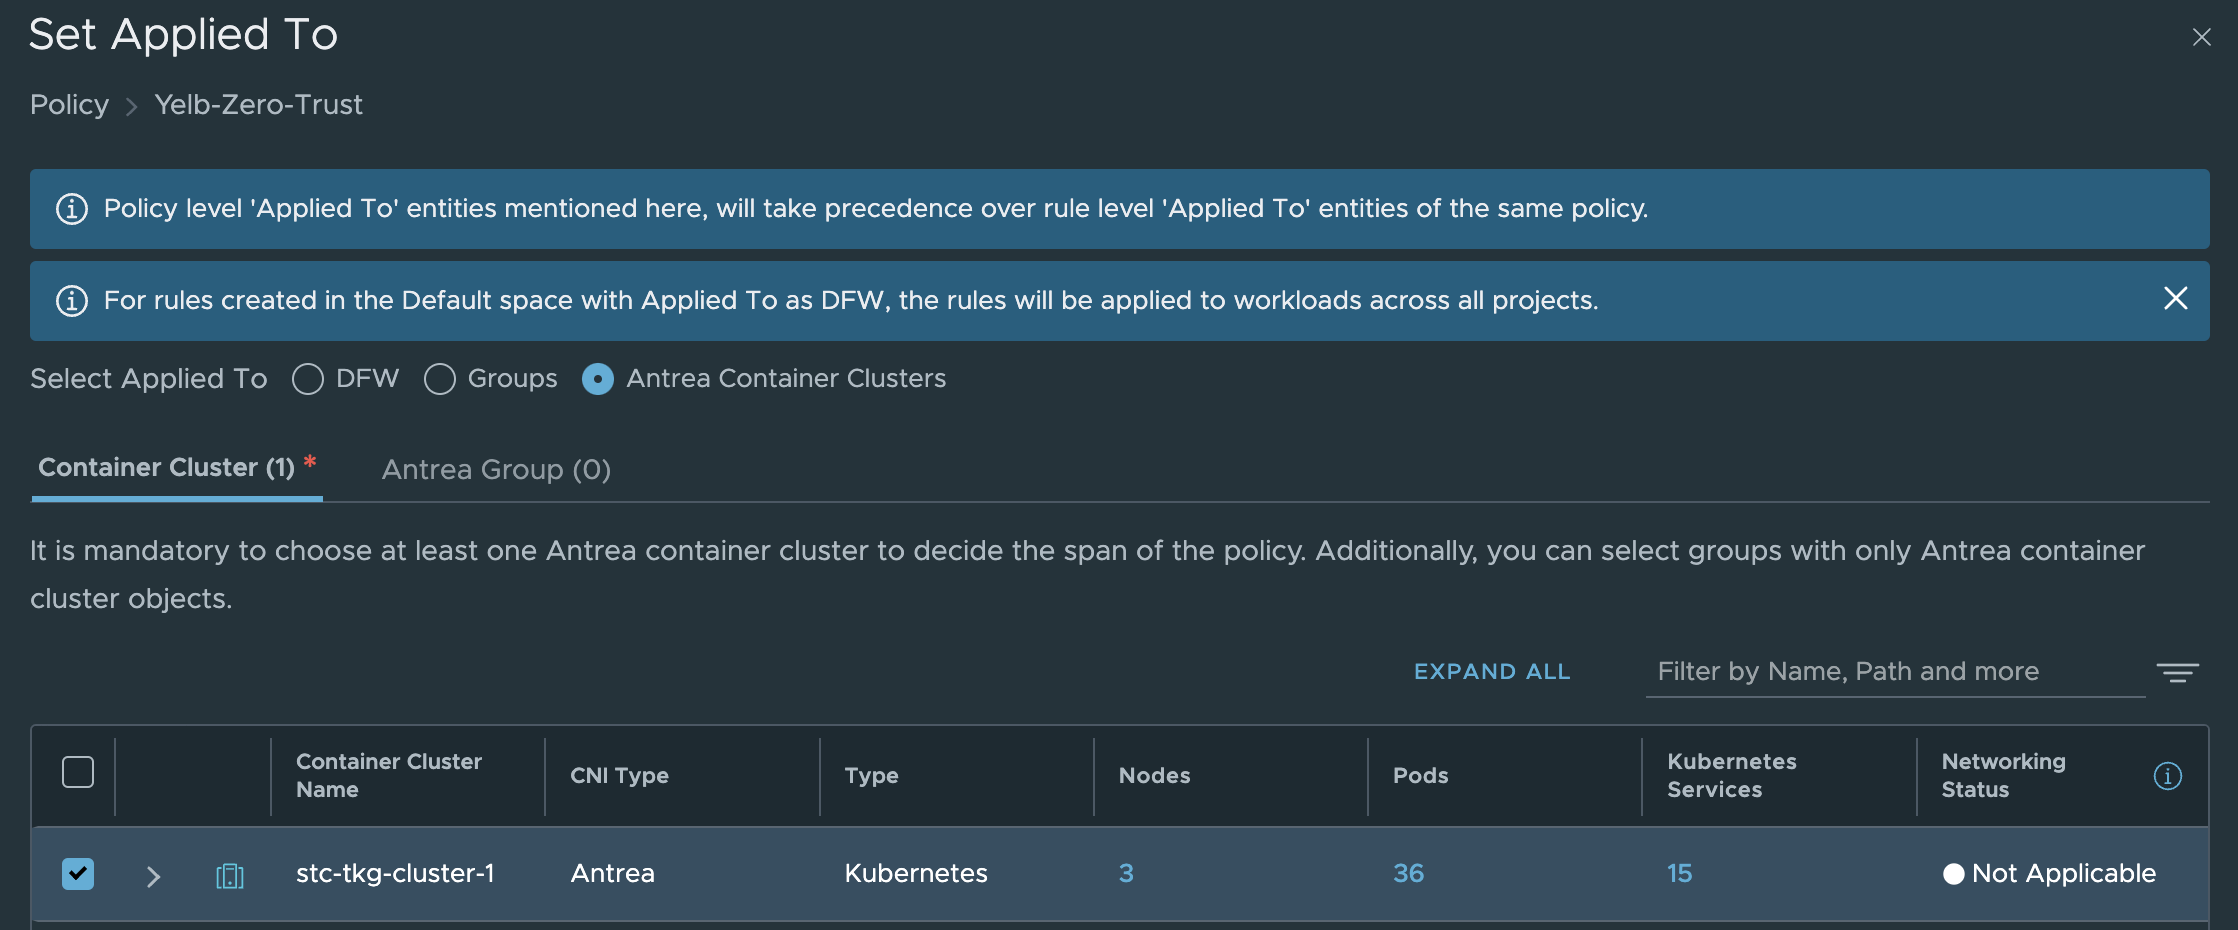 Set Applied To
Policy > Yelb-Zero-Trust
Policy level 'Applied To' entities mentioned here, will take precedence over rule level 'Applied To' entities of the same policy.
For rules created in the Default space with Applied To as DFW, the rules will be applied to workloads across all projects.
Select Applied To DFW Groups Antrea Container Clusters
Container Cluster (1) * Antrea Group (0)
It is mandatory to choose at least one Antrea container cluster to decide the span of the policy. Additionally, you can select groups with only Antrea container
cluster objects.
EXPAND ALL Filter by Name, Path and more
Container Cluster Name CNI Type Type Nodes Pods Kubernetes Services Networking Status
stc-tkg-cluster-1 Antrea Kubernetes 3 36 15 Not Applicable